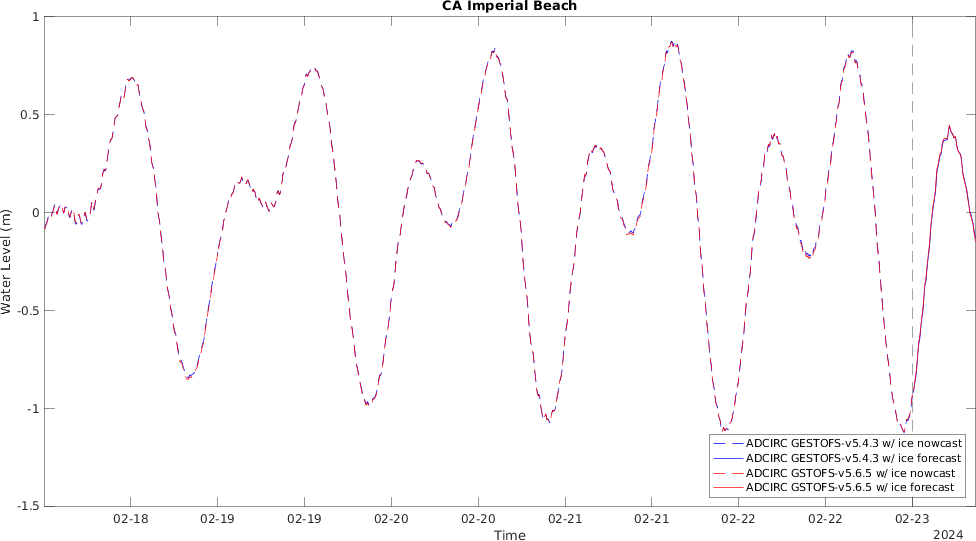 CA Imperial Beach
1
0.5
0
-0.5
-1
-1.5
Water Level (m)
02-18
02-19
02-19
02-20
02-20
02-21
02-21
02-22
02-22
02-23
Time
2024
ADCIRC GESTOFS-v5.4.3 w/ ice nowcast
ADCIRC GESTOFS-v5.4.3 w/ ice forecast
ADCIRC GSTOFS-v5.6.5 w/ ice nowcast
ADCIRC GSTOFS-v5.6.5 w/ ice forecast